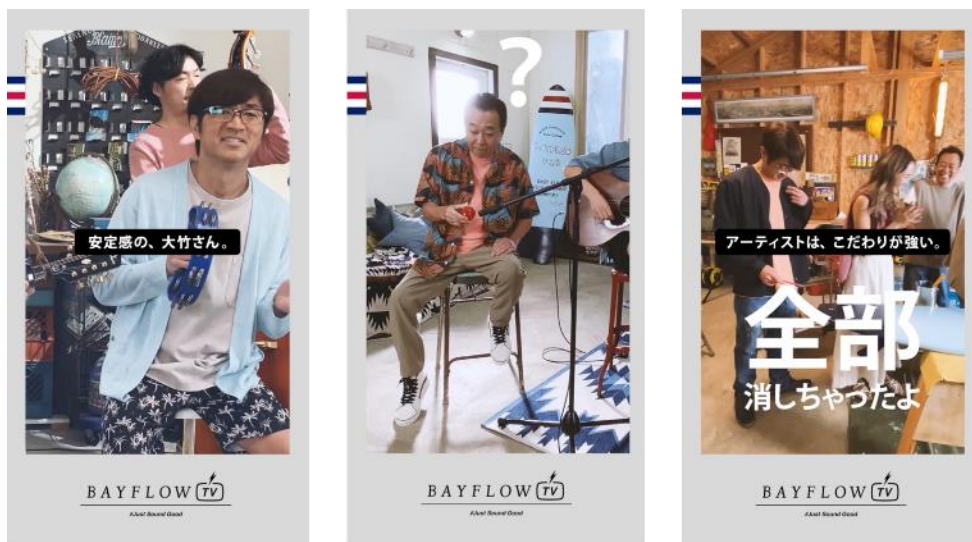 安定感の、大竹さん。
BAYFLOW TV
#Just Sound Good
?
BAYFLOW TV
#Just Sound Good
アーティストは、こだわりが強い。
全部
消しちゃったよ
BAYFLOW TV
#Just Sound Good